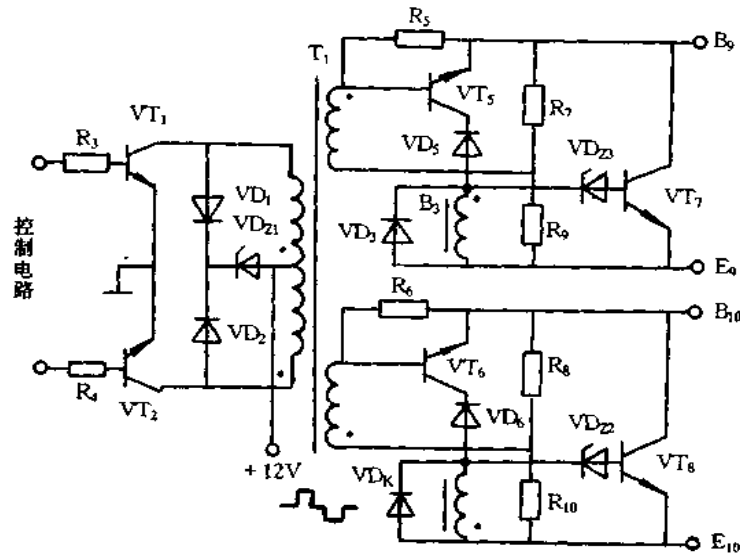 R₅
B₉
T₁
VT₁
VT₅
R₇
R₃
VD₅
VD_Z3
VD₁
VT₇
VD_Z1
B₃
VD₃
R₉
控制电路
E₉
R₆
B₁₀
VD₂
VT₆
R₈
R₄
VT₂
VD₆
VD_Z2
VT₈
+12V
VD_K
R₁₀
E₁₀